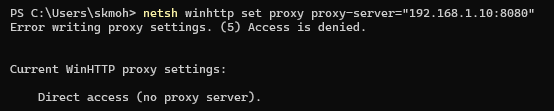 PS C:\Users\skmoh> netsh winhttp set proxy proxy-server="192.168.1.10:8080"
Error writing proxy settings. (5) Access is denied.
Current WinHTTP proxy settings:
Direct access (no proxy server).